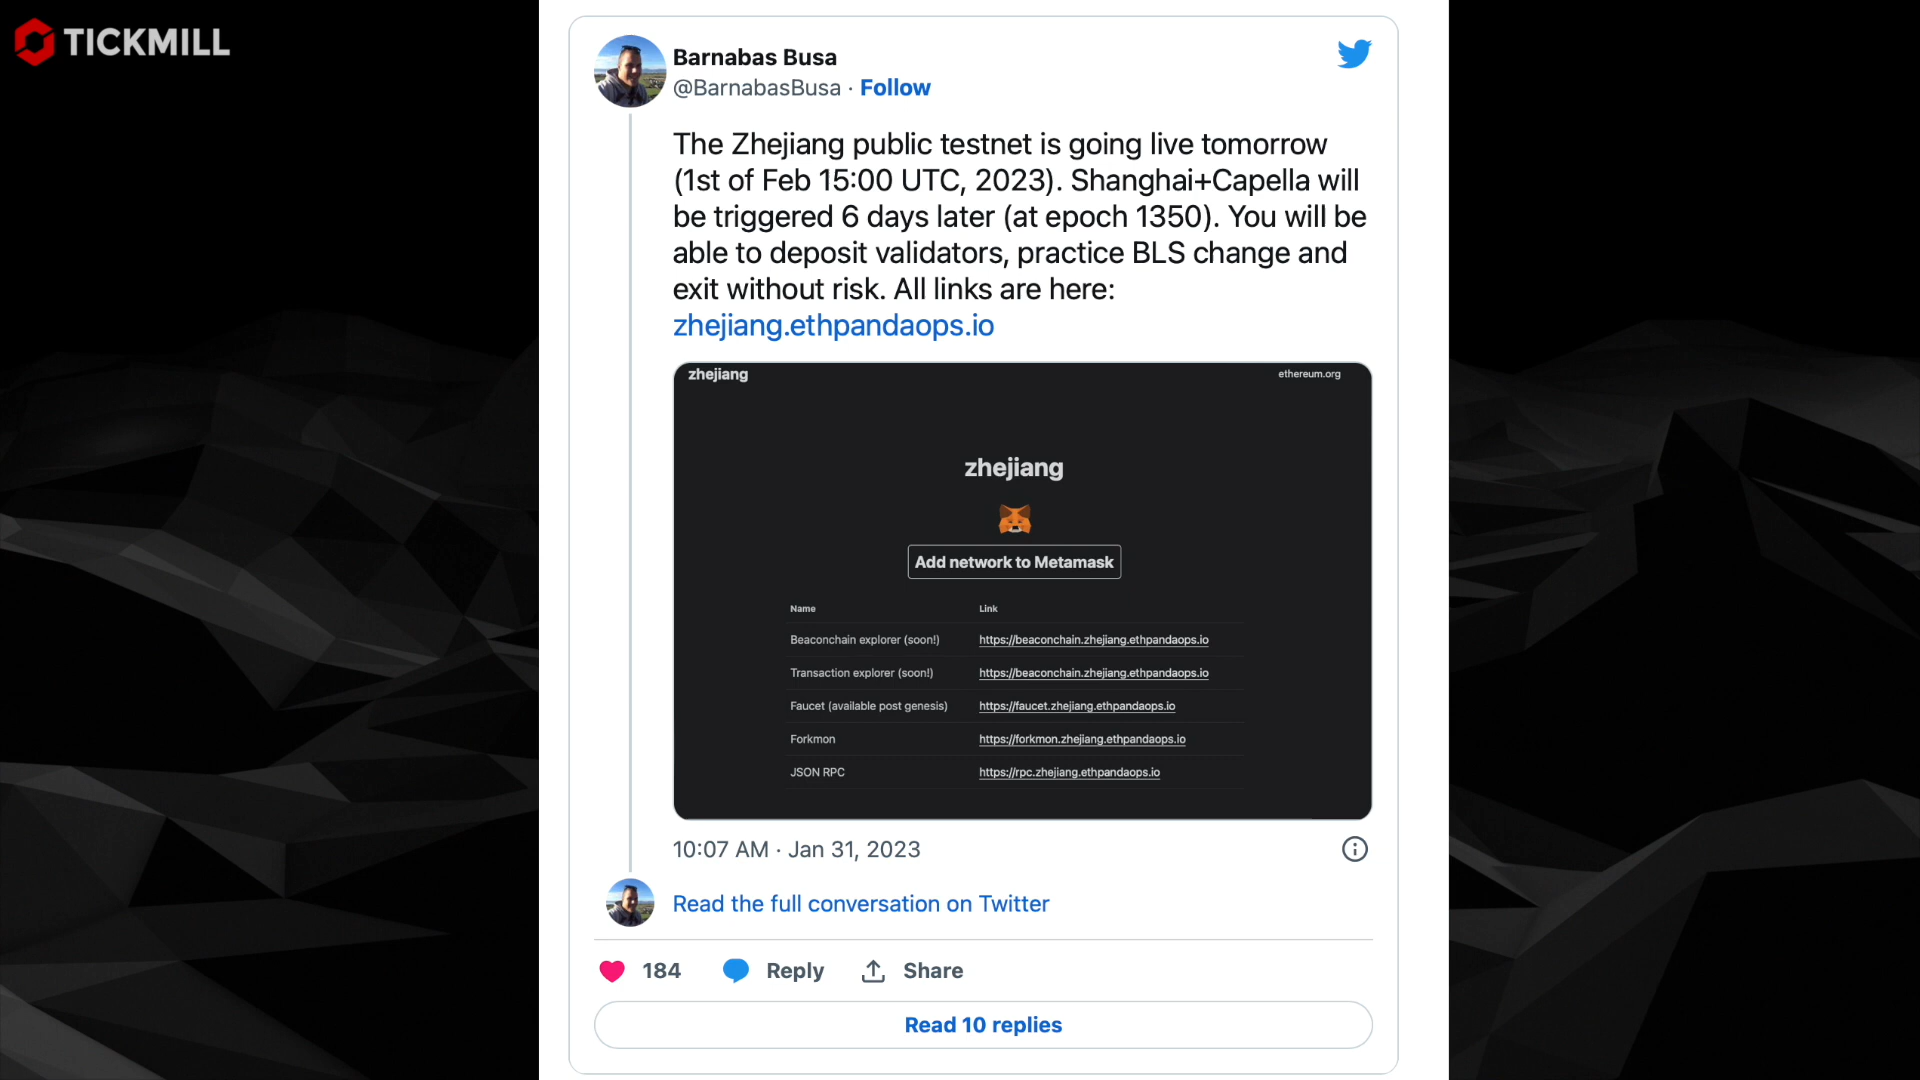 TICKMILL
Barnabas Busa
@BarnabasBusa · Follow
The Zhejiang public testnet is going live tomorrow
(1st of Feb 15:00 UTC, 2023). Shanghai+Capella will
be triggered 6 days later (at epoch 1350). You will be
able to deposit validators, practice BLS change and
exit without risk. All links are here:
zhejiang.ethpandaops.io
zhejiang ethereum.org
zhejiang
Add network to Metamask
Name Link
Beaconchain explorer (soon!) https://beaconchain.zhejiang.ethpandaops.io
Transaction explorer (soon!) https://beaconchain.zhejiang.ethpandaops.io
Faucet (available post genesis) https://faucet.zhejiang.ethpandaops.io
Forkmon https://forkmon.zhejiang.ethpandaops.io
JSON RPC https://rpc.zhejiang.ethpandaops.io
10:07 AM · Jan 31, 2023
Read the full conversation on Twitter
184 Reply Share
Read 10 replies